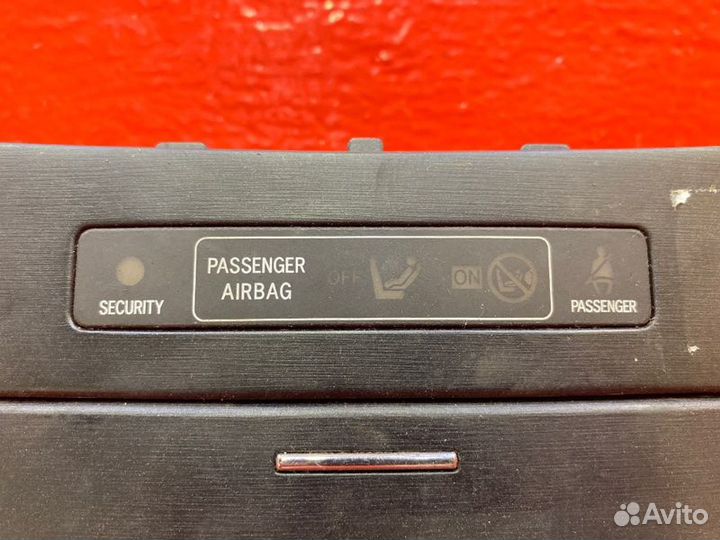 SECURITY
PASSENGER
AIRBAG
OFF
ON
PASSENGER
Avito